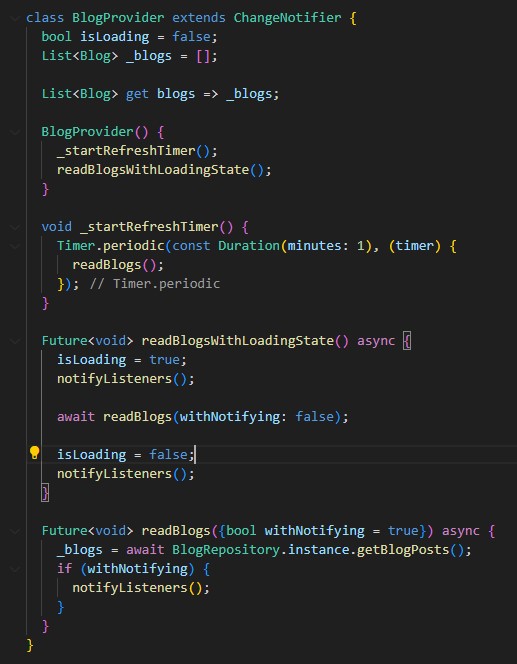 class BlogProvider extends ChangeNotifier {
  bool isLoading = false;
  List<Blog> _blogs = [];

  List<Blog> get blogs => _blogs;

  BlogProvider() {
    _startRefreshTimer();
    readBlogsWithLoadingState();
  }

  void _startRefreshTimer() {
    Timer.periodic(const Duration(minutes: 1), (timer) {
      readBlogs();
    }); // Timer.periodic
  }

  Future<void> readBlogsWithLoadingState() async {
    isLoading = true;
    notifyListeners();

    await readBlogs(withNotifying: false);

    isLoading = false;
    notifyListeners();
  }

  Future<void> readBlogs({bool withNotifying = true}) async {
    _blogs = await BlogRepository.instance.getBlogPosts();
    if (withNotifying) {
      notifyListeners();
    }
  }
}